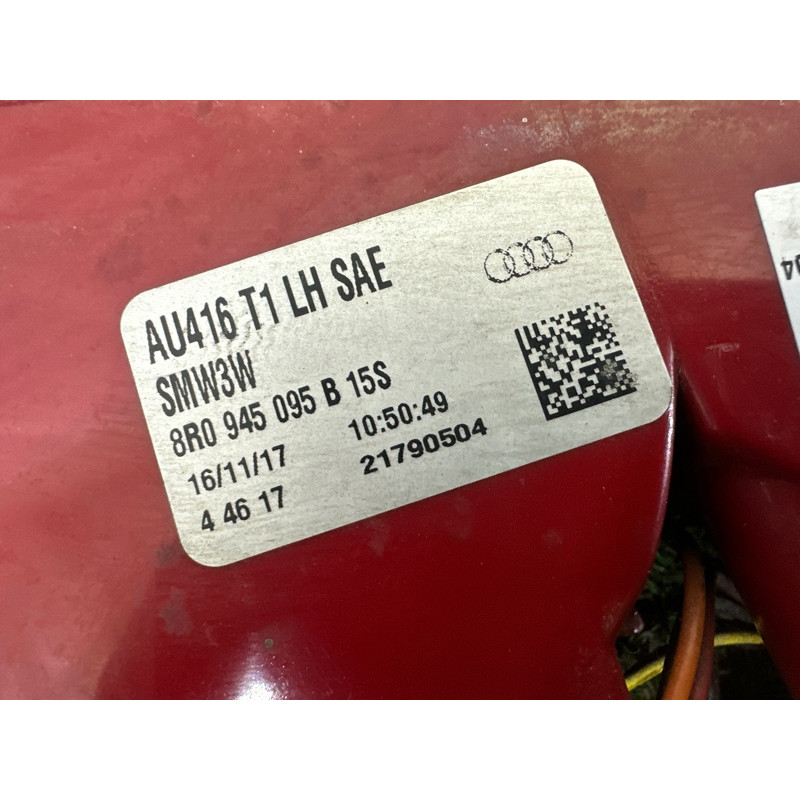 AU416 T1 LH SAE
SMW3W
8R0 945 095 B 15S
16/11/17 10:50:49
4 46 17 21790504
04